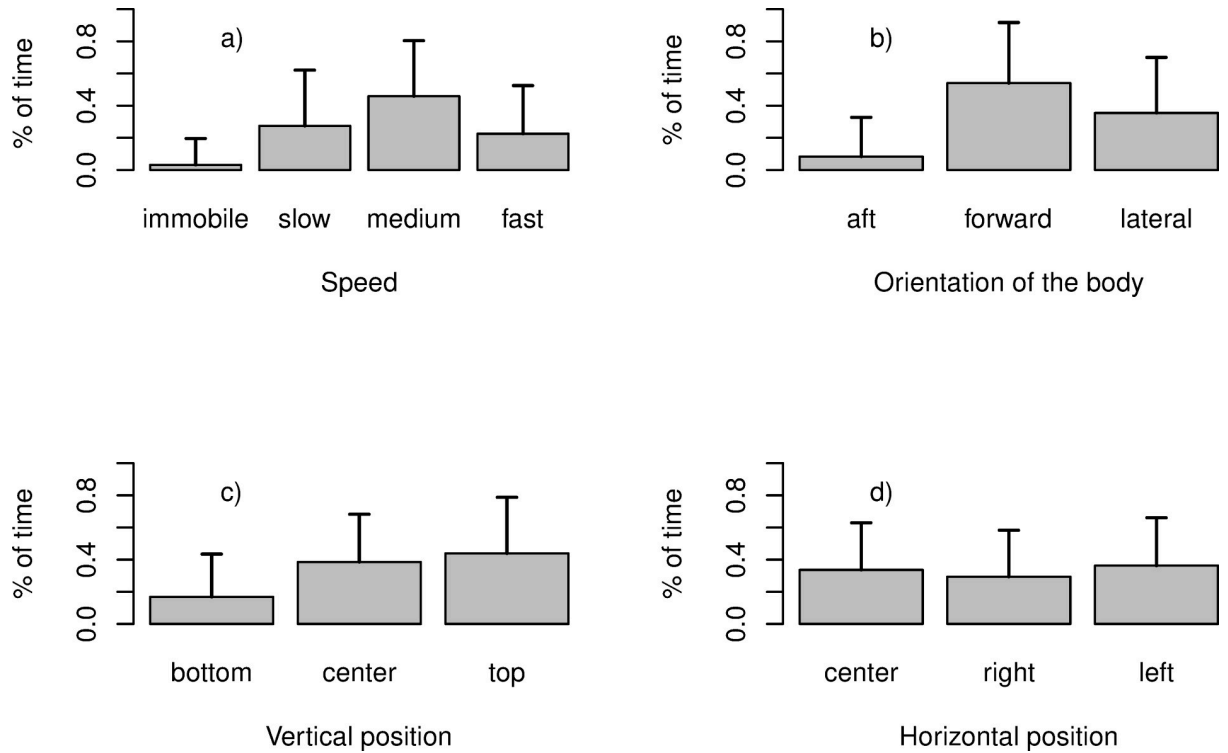 a)
% of time
0.0 0.4 0.8
immobile slow medium fast
Speed
b)
% of time
0.0 0.4 0.8
aft forward lateral
Orientation of the body
c)
% of time
0.0 0.4 0.8
bottom center top
Vertical position
d)
% of time
0.0 0.4 0.8
center right left
Horizontal position